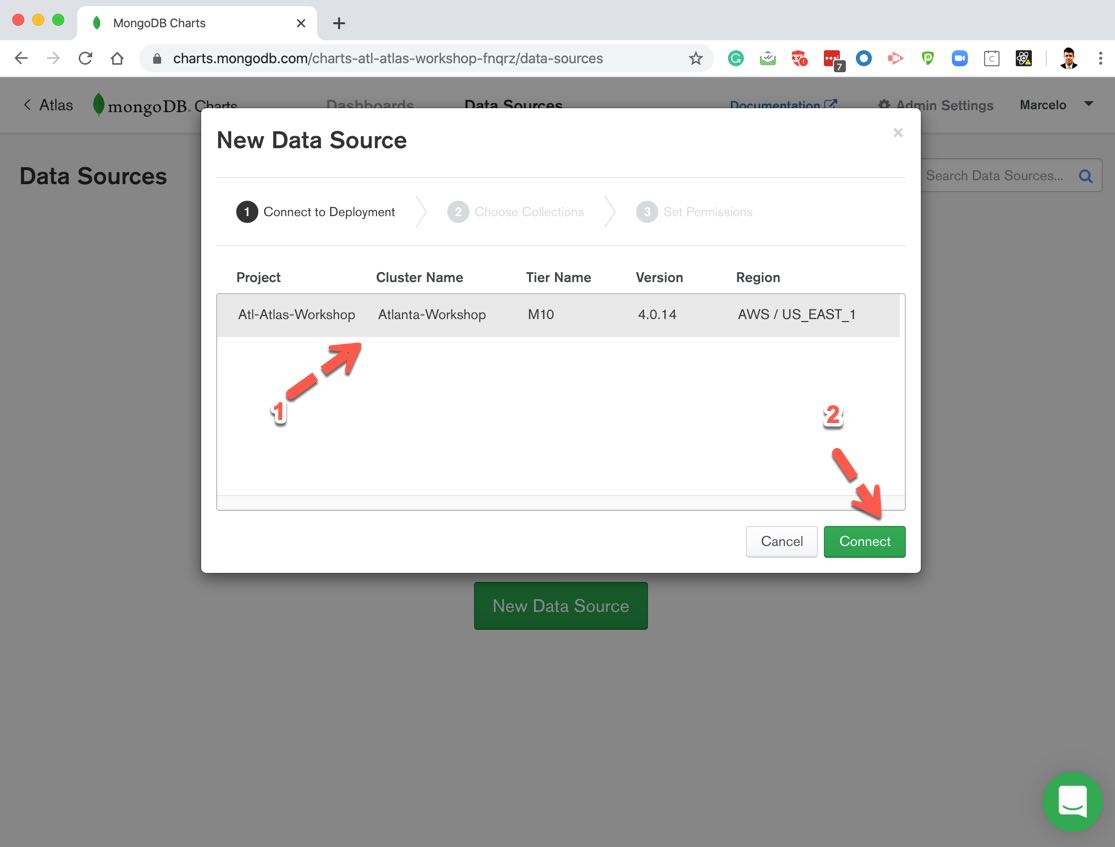 MongoDB Charts
charts.mongodb.com/charts-atl-atlas-workshop-fnqrz/data-sources
7
Atlas mongoDB. Charts Dashboards Data Sources Documentation Admin Settings Marcelo
Data Sources
Search Data Sources...
New Data Source
1 Connect to Deployment 2 Choose Collections 3 Set Permissions
Project Cluster Name Tier Name Version Region
Atl-Atlas-Workshop Atlanta-Workshop M10 4.0.14 AWS / US_EAST_1
1
2
Cancel Connect
New Data Source